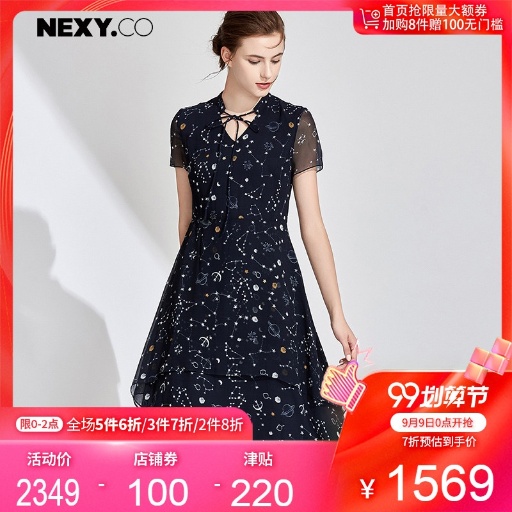 NEXY.CO
首页抢限量大额券
加购8件赠100无门槛
99划算节
9月9日0点开抢
限0-2点 全场5件6折/3件7折/2件8折
7折预估到手价
活动价 店铺券 津贴
2349 - 100 - 220
¥ 1569